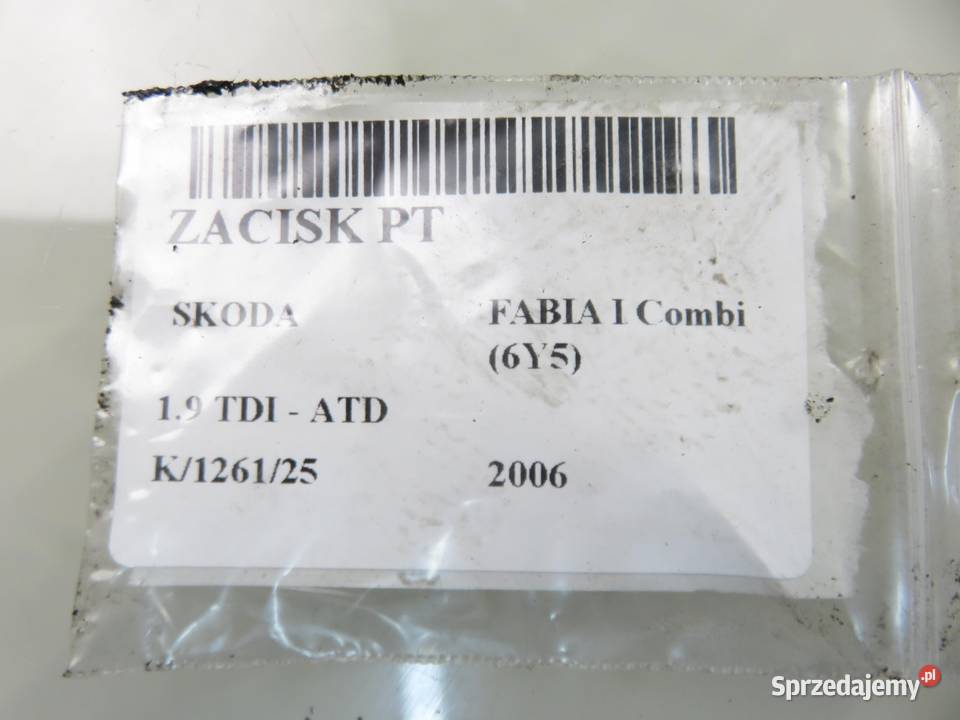 ZACISK PT
SKODA FABIA I Combi
(6Y5)
1.9 TDI - ATD
K/1261/25 2006
Sprzedajemy.pl